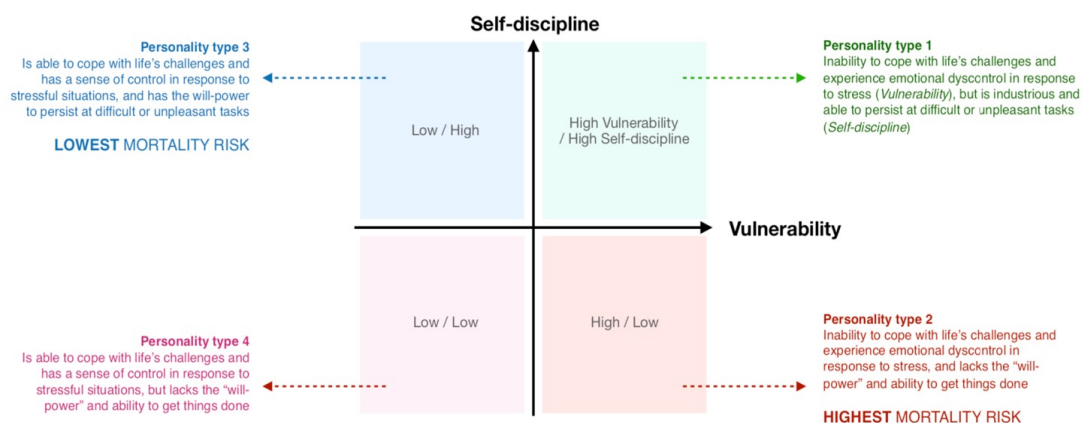 Self-discipline
Personality type 3
Is able to cope with life's challenges and
has a sense of control in response to
stressful situations, and has the will-power
to persist at difficult or unpleasant tasks
LOWEST MORTALITY RISK
Low / High
High Vulnerability
/ High Self-discipline
Personality type 1
Inability to cope with life's challenges and
experience emotional dysccntrol in response
to stress (Vulnerability), but is industrious and
able to persist at difficult or unpleasant tasks
(Self-discipline)
Vulnerability
Personality type 4
Is able to cope with life's challenges and
has a sense of control in response to
stressful situations, but lacks the “will-
power” and ability to get things done
Low / Low
High / Low
Personality type 2
Inability to cope with life's challenges and
experience emotional dysccntrol in
response to stress, and lacks the “will-
power” and ability to get things done
HIGHEST MORTALITY RISK